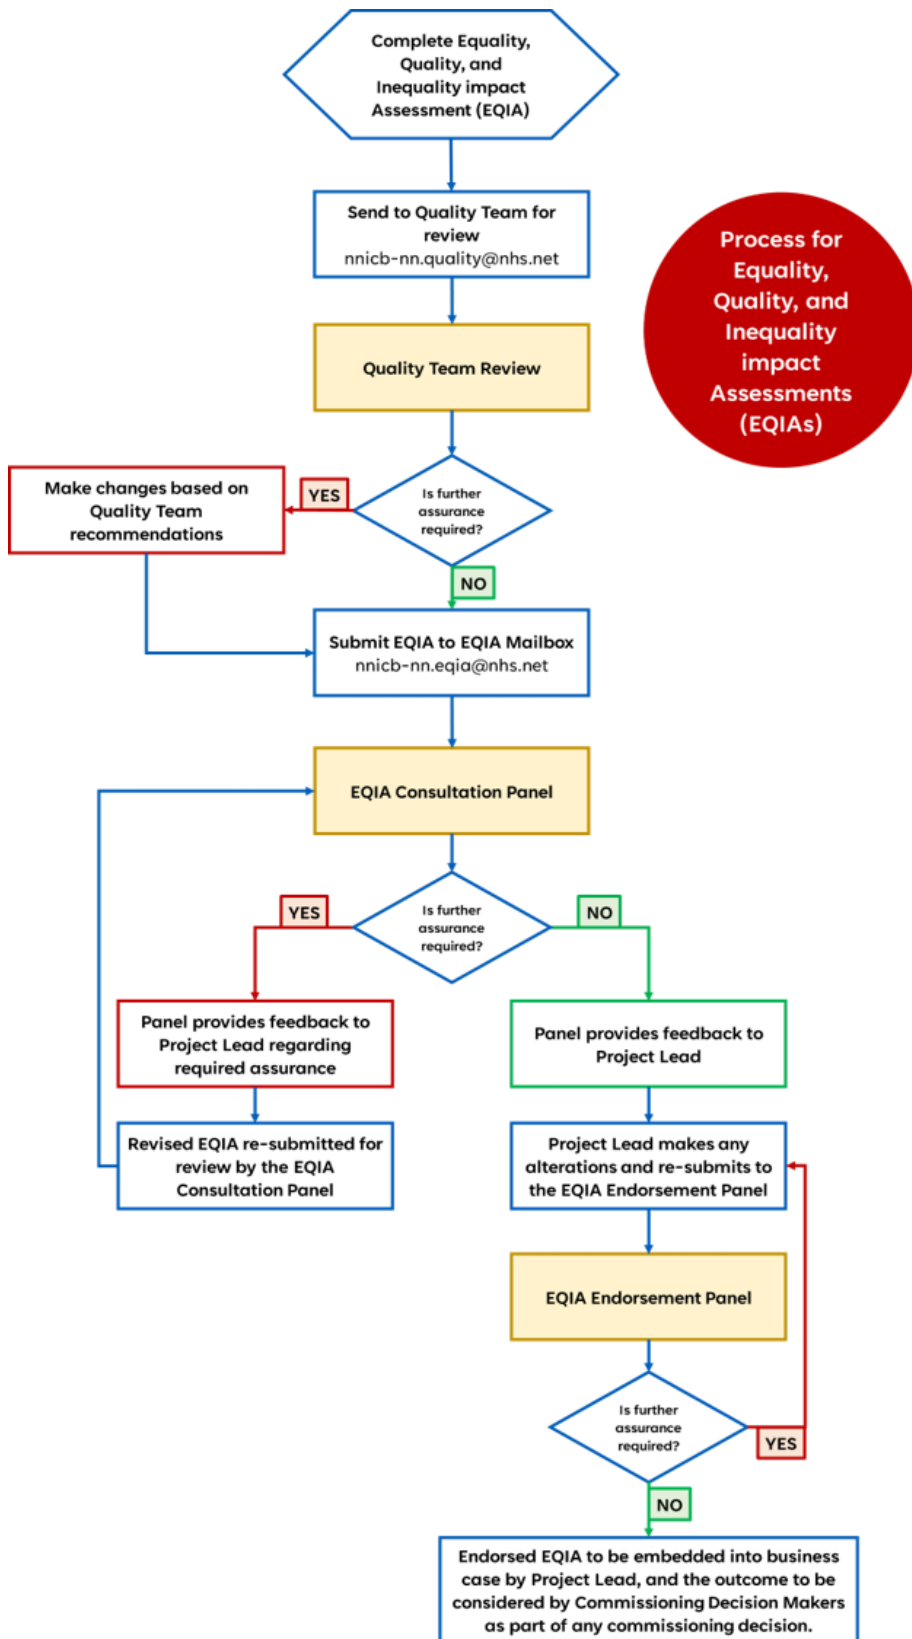 Complete Equality,
Quality, and
Inequality impact
Assessment (EQIA)
Send to Quality Team for
review
nnicb-nn.quality@nhs.net
Process for
Equality,
Quality, and
Inequality
impact
Assessments
(EQIAs)
Quality Team Review
Is further
assurance
required?
YES
Make changes based on
Quality Team
recommendations
NO
Submit EQIA to EQIA Mailbox
nnicb-nn.eqia@nhs.net
EQIA Consultation Panel
Is further
assurance
required?
YES
NO
Panel provides feedback to
Project Lead regarding
required assurance
Panel provides feedback to
Project Lead
Revised EQIA re-submitted for
review by the EQIA
Consultation Panel
Project Lead makes any
alterations and re-submits to
the EQIA Endorsement Panel
EQIA Endorsement Panel
Is further
assurance
required?
YES
NO
Endorsed EQIA to be embedded into business
case by Project Lead, and the outcome to be
considered by Commissioning Decision Makers
as part of any commissioning decision.